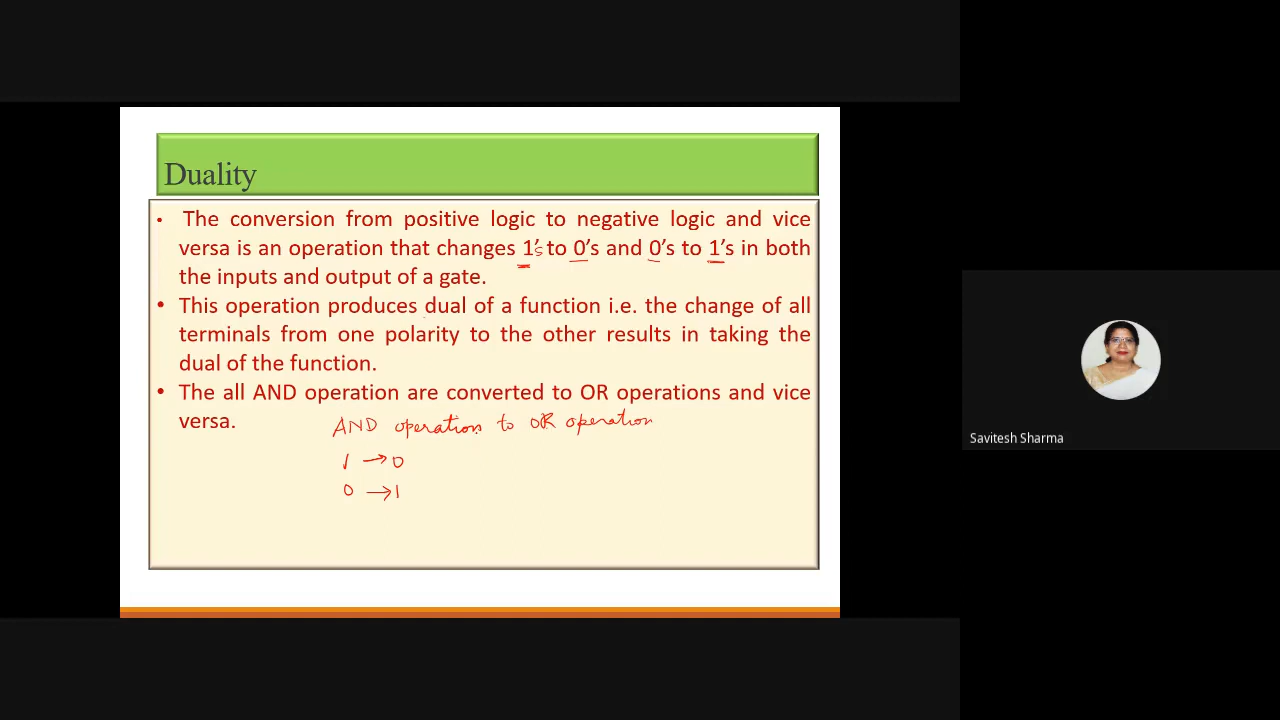 Duality
• The conversion from positive logic to negative logic and vice
versa is an operation that changes 1's to 0's and 0's to 1's in both
the inputs and output of a gate.
• This operation produces dual of a function i.e. the change of all
terminals from one polarity to the other results in taking the
dual of the function.
• The all AND operation are converted to OR operations and vice
versa.
AND operation to OR operation
1 → 0
0 → 1
Savitesh Sharma